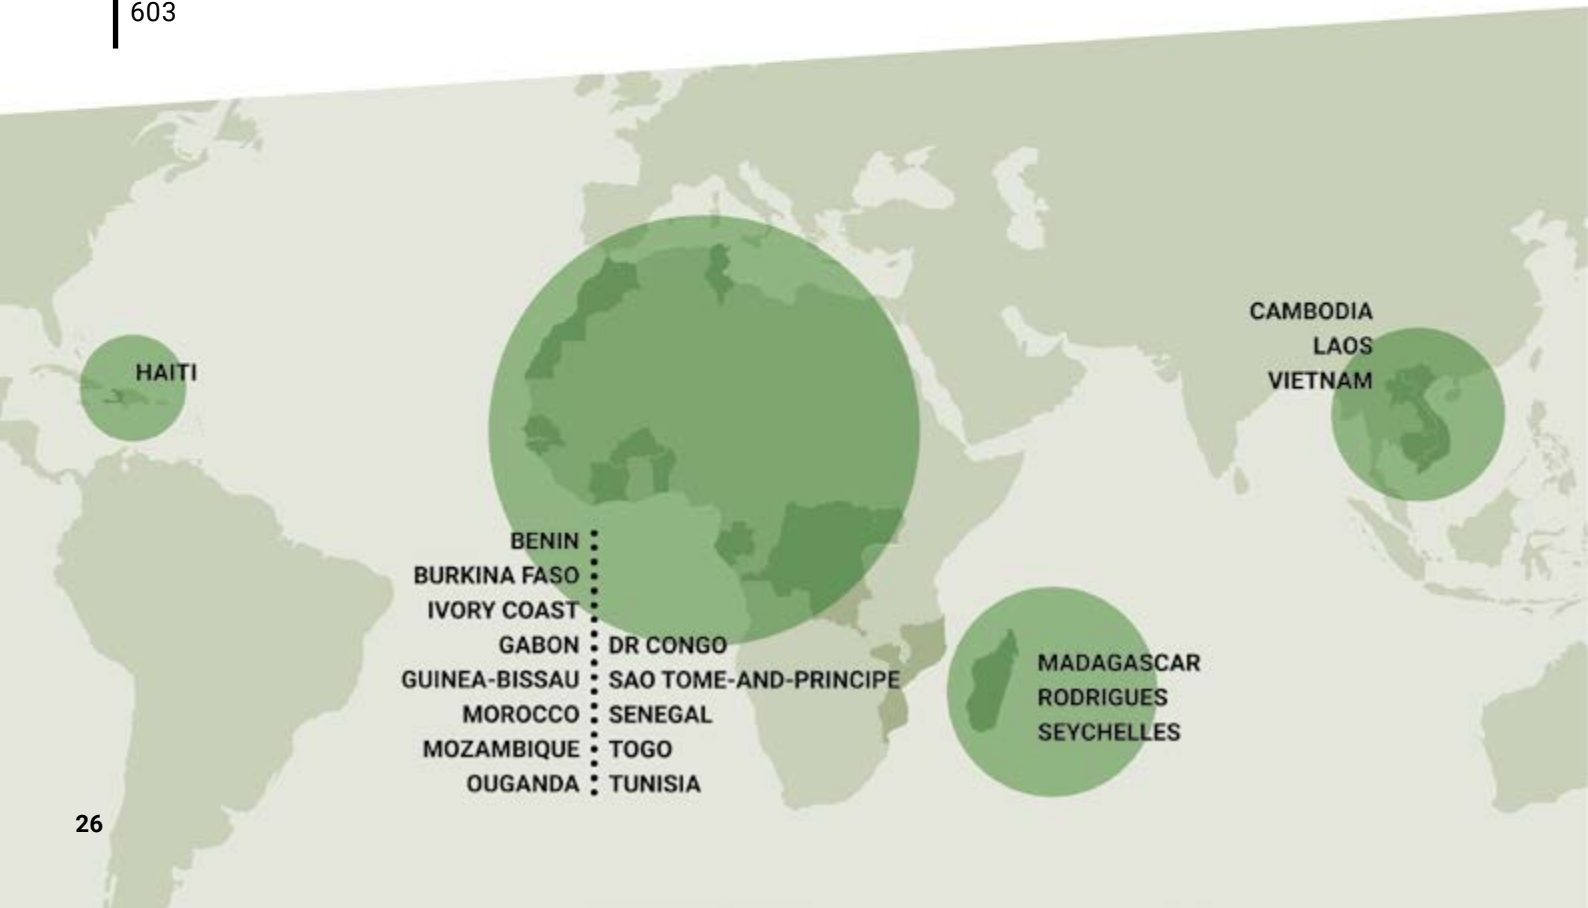 603
HAITI
CAMBODIA
LAOS
VIETNAM
BENIN
BURKINA FASO
IVORY COAST
GABON
GUINEA-BISSAU
MOROCCO
MOZAMBIQUE
OUGANDA
DR CONGO
SAO TOME-AND-PRINCIPE
SENEGAL
TOGO
TUNISIA
MADAGASCAR
RODRIGUES
SEYCHELLES
26